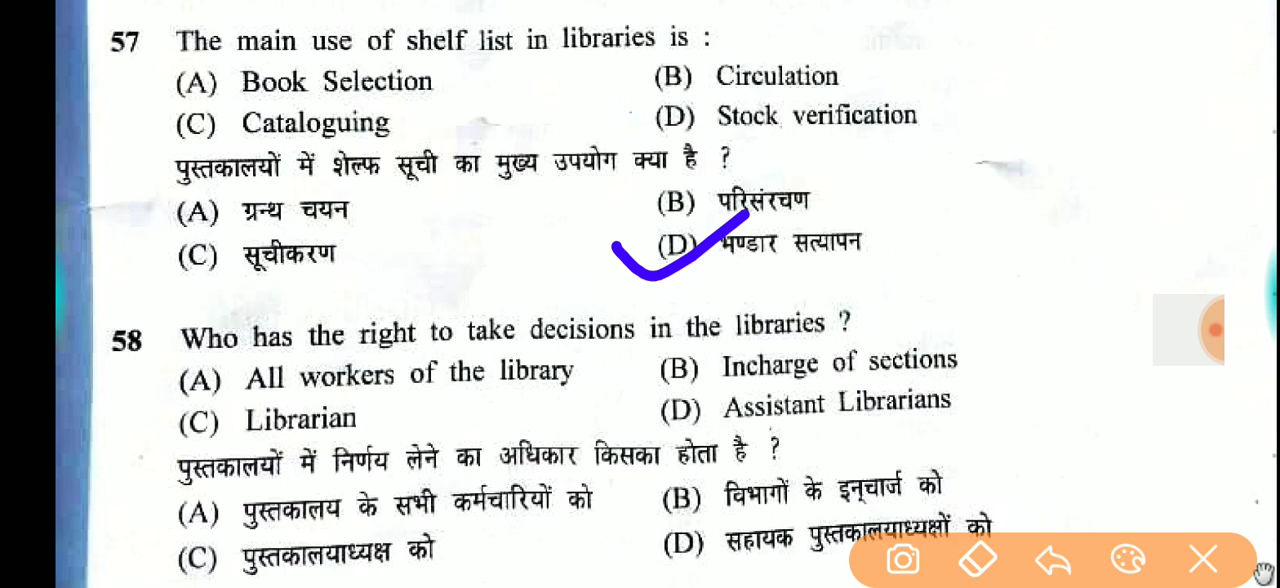 57 The main use of shelf list in libraries is :
(A) Book Selection (B) Circulation
(C) Cataloguing (D) Stock verification
पुस्तकालयों में शेल्फ सूची का मुख्य उपयोग क्या है ?
(A) ग्रन्थ चयन (B) परिसंरचण
(C) सूचीकरण (D) भण्डार सत्यापन
58 Who has the right to take decisions in the libraries ?
(A) All workers of the library (B) Incharge of sections
(C) Librarian (D) Assistant Librarians
पुस्तकालयों में निर्णय लेने का अधिकार किसका होता है ?
(A) पुस्तकालय के सभी कर्मचारियों को (B) विभागों के इन्चार्ज को
(C) पुस्तकालयाध्यक्ष को (D) सहायक पुस्तकालयाध्यक्षों को